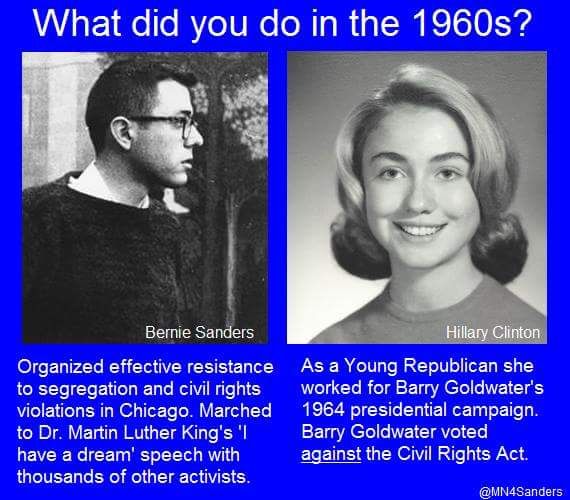 What did you do in the 1960s?
Bernie Sanders
Hillary Clinton
Organized effective resistance
to segregation and civil rights
violations in Chicago. Marched
to Dr. Martin Luther King's 'I
have a dream' speech with
thousands of other activists.
As a Young Republican she
worked for Barry Goldwater's
1964 presidential campaign.
Barry Goldwater voted
against the Civil Rights Act.
@MN4Sanders